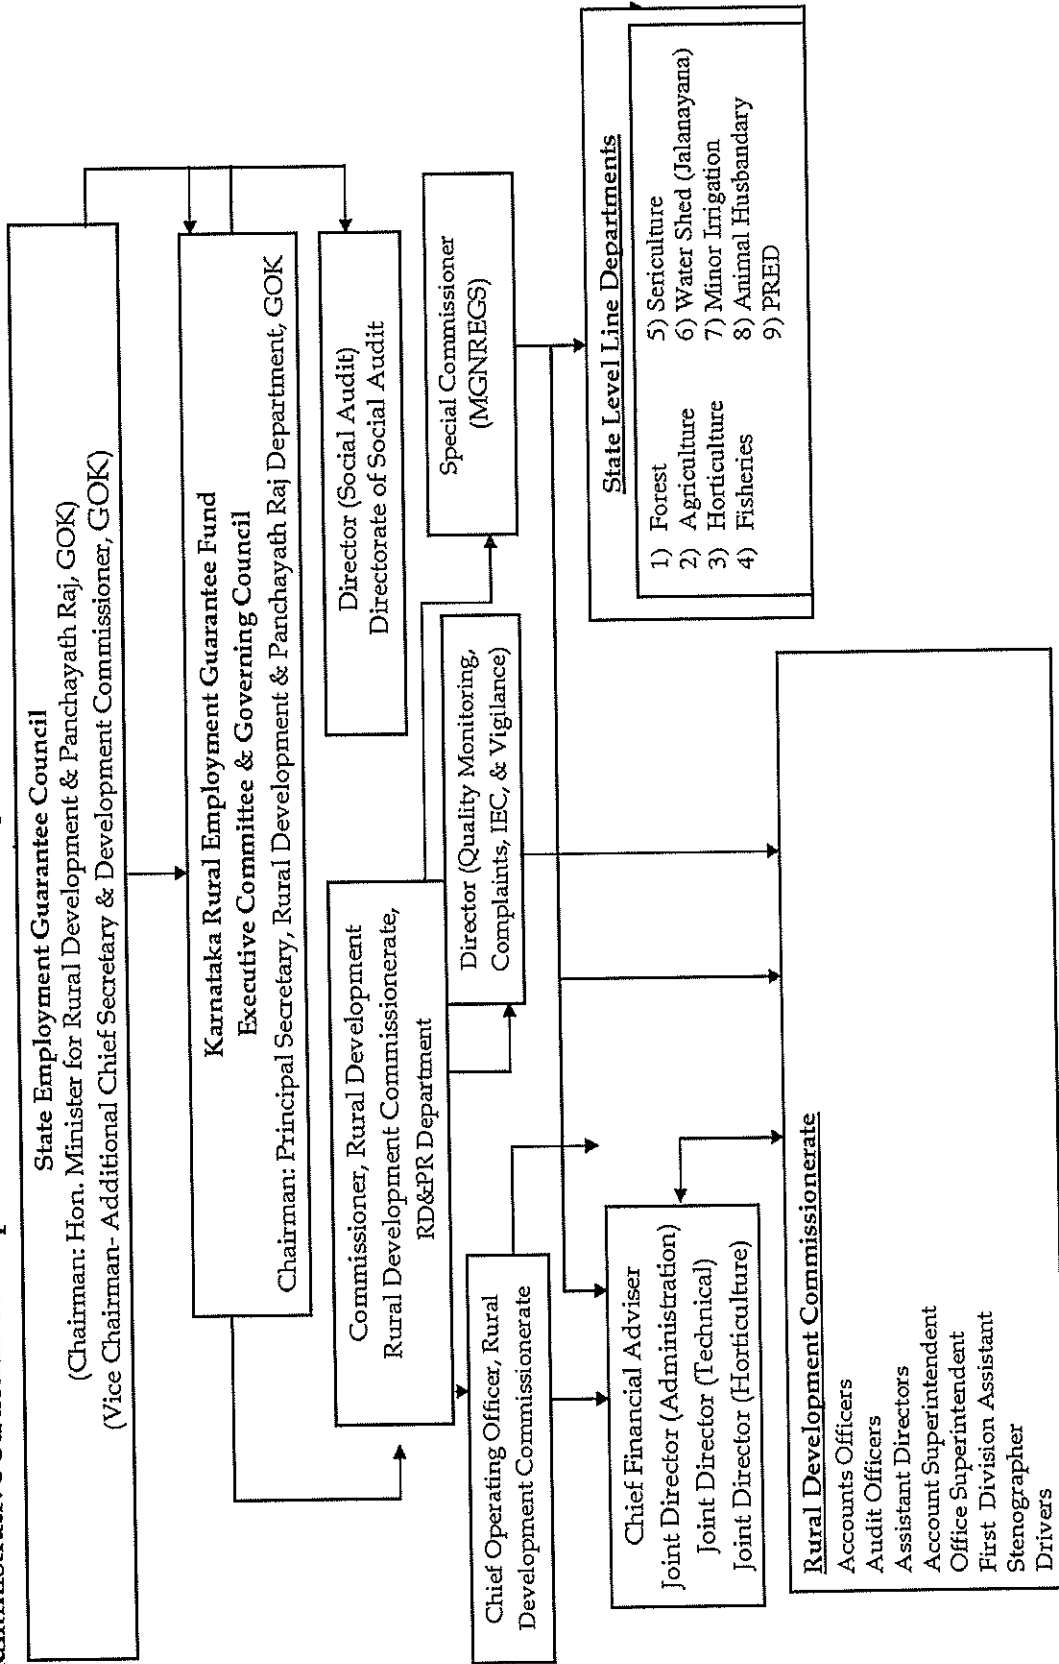 State Employment Guarantee Council
(Chairman: Hon. Minister for Rural Development & Panchayath Raj, GOK)
(Vice Chairman- Additional Chief Secretary & Development Commissioner, GOK)
Karnataka Rural Employment Guarantee Fund
Executive Committee & Governing Council
Chairman: Principal Secretary, Rural Development & Panchayath Raj Department, GOK
Director (Social Audit)
Directorate of Social Audit
Commissioner, Rural Development
Rural Development Commissionerate,
RD&PR Department
Chief Operating Officer, Rural
Development Commissionerate
Director (Quality Monitoring,
Complaints, IEC, & Vigilance)
Special Commissioner
(MGNREGS)
Chief Financial Adviser
Joint Director (Administration)
Joint Director (Technical)
Joint Director (Horticulture)
State Level Line Departments
1) Forest
2) Agriculture
3) Horticulture
4) Fisheries
5) Sericulture
6) Water Shed (Jalanayana)
7) Minor Irrigation
8) Animal Husbandary
9) PRED
Rural Development Commissionerate
Accounts Officers
Audit Officers
Assistant Directors
Account Superintendent
Office Superintendent
First Division Assistant
Stenographer
Drivers